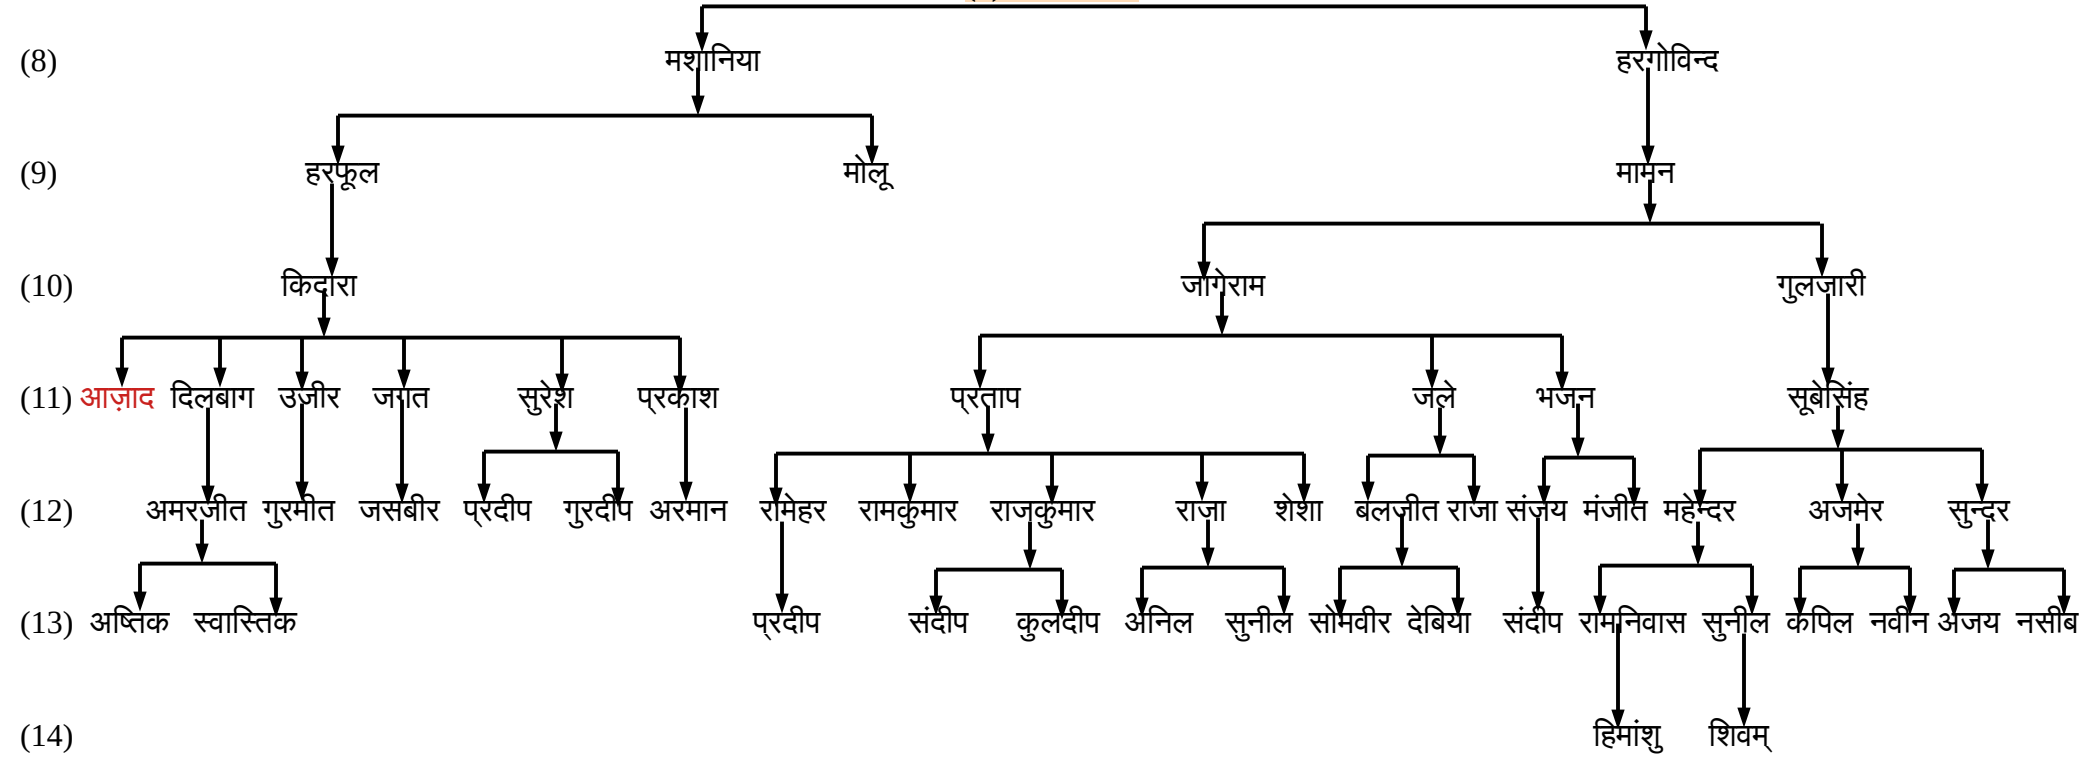 (8) मशानिया हरगोविन्द
(9) हरफूल मोलू मामन
(10) किदारा जागेराम गुलजारी
(11) आज़ाद दिलबाग उजीर जगत सुरेश प्रकाश प्रताप जले भजन सूबेसिंह
(12) अमरजीत गुरमीत जसबीर प्रदीप गुरदीप अरमान रामेहर रामकुमार राजकुमार राजा शेशा बलजीत राजा संजय मंजीत महेन्दर अजमेर सुन्दर
(13) अष्तिक स्वास्तिक प्रदीप संदीप कुलदीप अनिल सुनील सोमवीर देबिया संदीप रामनिवास सुनील कपिल नवीन अजय नसीब
(14) हिमांशु शिवम्